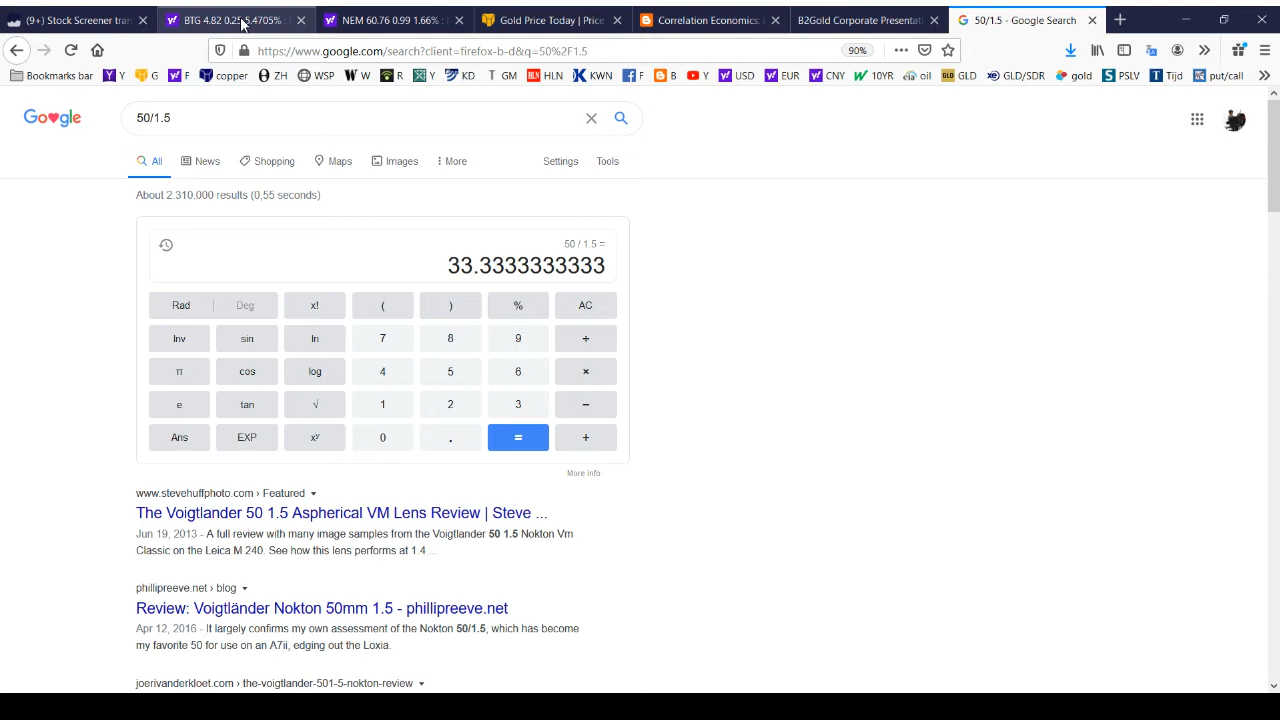 (9+) Stock Screener tran
BTG 4.82 0.25 5.4705% :
NEM 60.76 0.99 1.66% :
Gold Price Today | Price
Correlation Economics:
B2Gold Corporate Presentati
50/1.5 - Google Search
https://www.google.com/search?client=firefox-b-d&q=50%2F1.5
90%
Bookmarks bar Y G F copper ZH WSP W R Y KD GM HLN KWN F B Y USD EUR CNY 10YR oil GLD GLD/SDR gold PSLV Tijd put/call
Google
50/1.5
All News Shopping Maps Images More Settings Tools
About 2.310.000 results (0,55 seconds)
50 / 1.5 =
33.3333333333
Rad Deg x! ( ) % AC
Inv sin ln 7 8 9 ÷
π cos log 4 5 6 ×
e tan √ 1 2 3 −
Ans EXP xʸ 0 . = +
More info
www.stevehuffphoto.com › Featured
The Voigtlander 50 1.5 Aspherical VM Lens Review | Steve ...
Jun 19, 2013 - A full review with many image samples from the Voigtlander 50 1.5 Nokton Vm
Classic on the Leica M 240. See how this lens performs at 1.4 ...
phillipreeve.net › blog
Review: Voigtländer Nokton 50mm 1.5 - phillipreeve.net
Apr 12, 2016 - It largely confirms my own assessment of the Nokton 50/1.5, which has become
my favorite 50 for use on an A7ii, edging out the Loxia.
joerivanderkloet.com › the-voigtlander-501-5-nokton-review